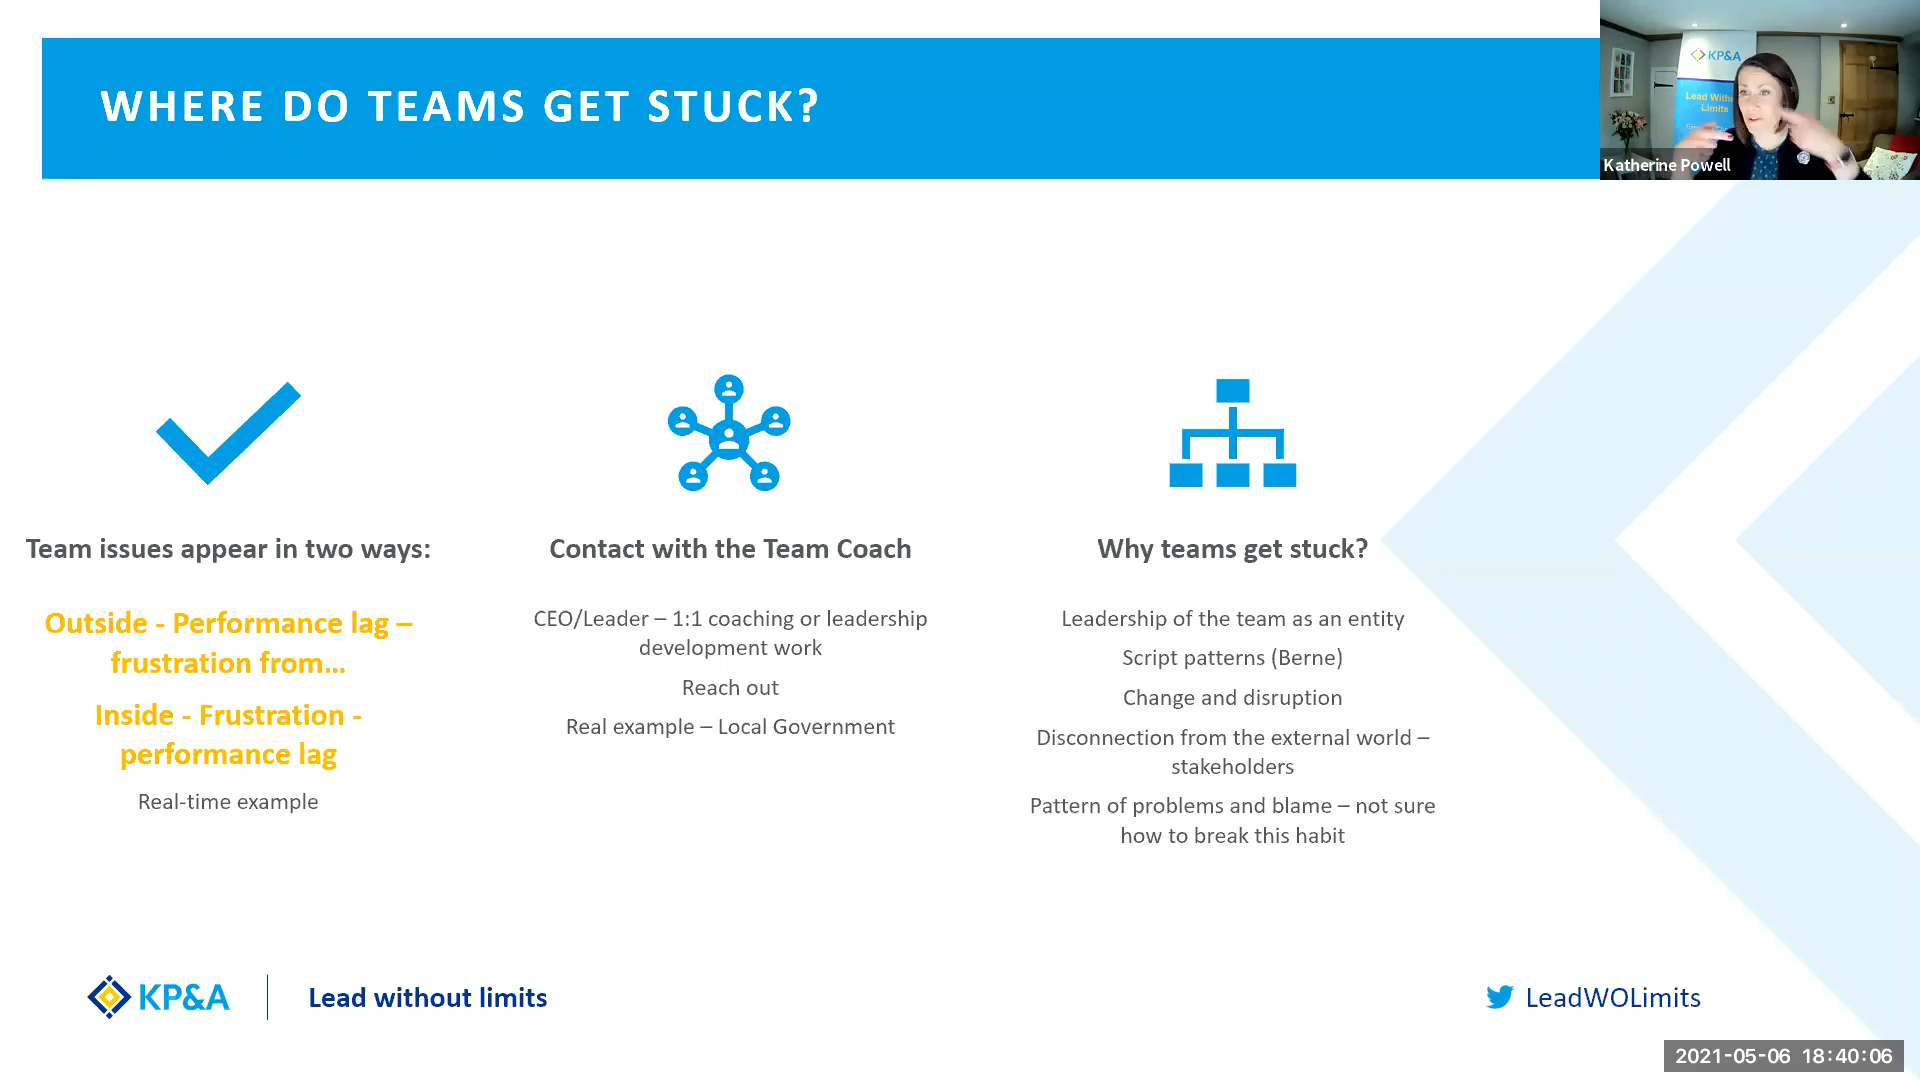 WHERE DO TEAMS GET STUCK?
KP&A
Lead With
Limits
Katherine Powell
Team issues appear in two ways:
Outside - Performance lag –
frustration from…
Inside - Frustration -
performance lag
Real-time example
Contact with the Team Coach
CEO/Leader – 1:1 coaching or leadership
development work
Reach out
Real example – Local Government
Why teams get stuck?
Leadership of the team as an entity
Script patterns (Berne)
Change and disruption
Disconnection from the external world –
stakeholders
Pattern of problems and blame – not sure
how to break this habit
KP&A
Lead without limits
LeadWOLimits
2021-05-06 18:40:06